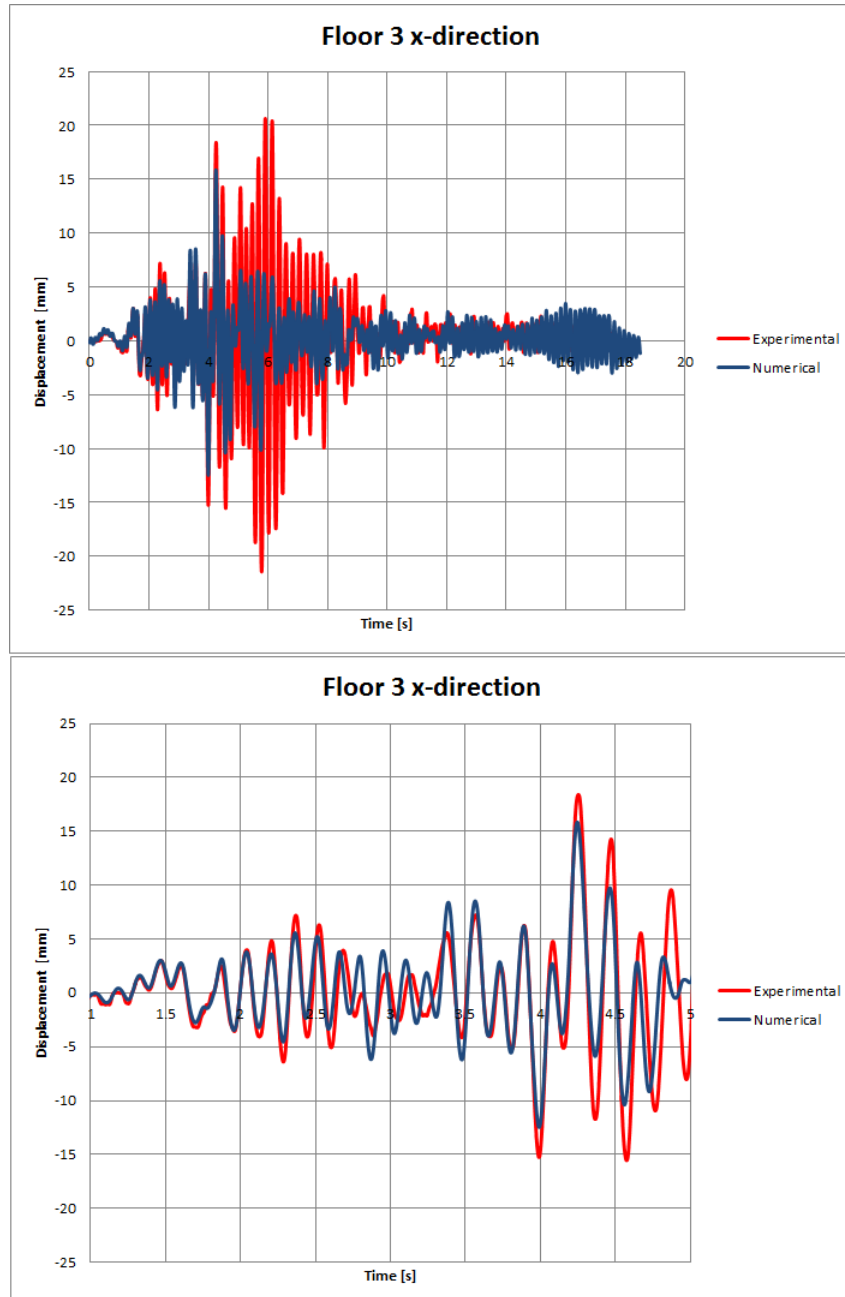 Floor 3 x-direction
25
20
15
10
5
0
-5
-10
-15
-20
-25
0 2 4 6 8 10 12 14 16 18 20
Displacement [mm]
Time [s]
Experimental
Numerical
Floor 3 x-direction
25
20
15
10
5
0
-5
-10
-15
-20
-25
1 1.5 2 2.5 3 3.5 4 4.5 5
Displacement [mm]
Time [s]
Experimental
Numerical